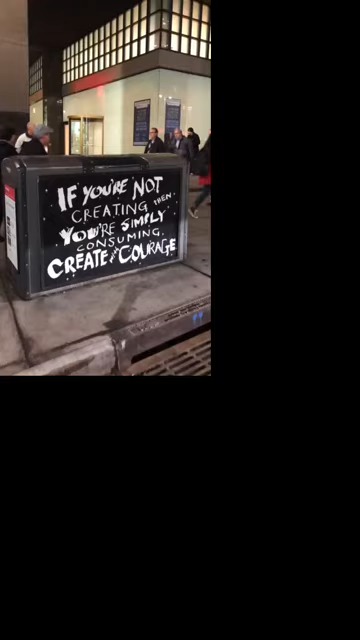 IF YOU'RE NOT
CREATING THEN
YOU'RE SIMPLY
CONSUMING.
CREATE COURAGE